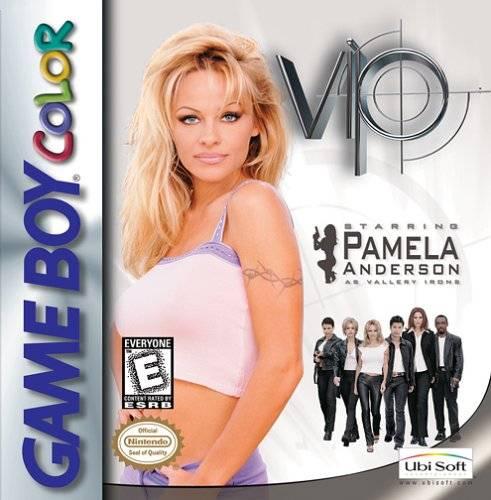 GAME BOY COLOR
VIP
STARRING
PAMELA
ANDERSON
AS VALLERY IRONS
EVERYONE
E
CONTENT RATED BY
ESRB
Official
Nintendo
Seal of Quality
Ubi Soft
www.ubisoft.com